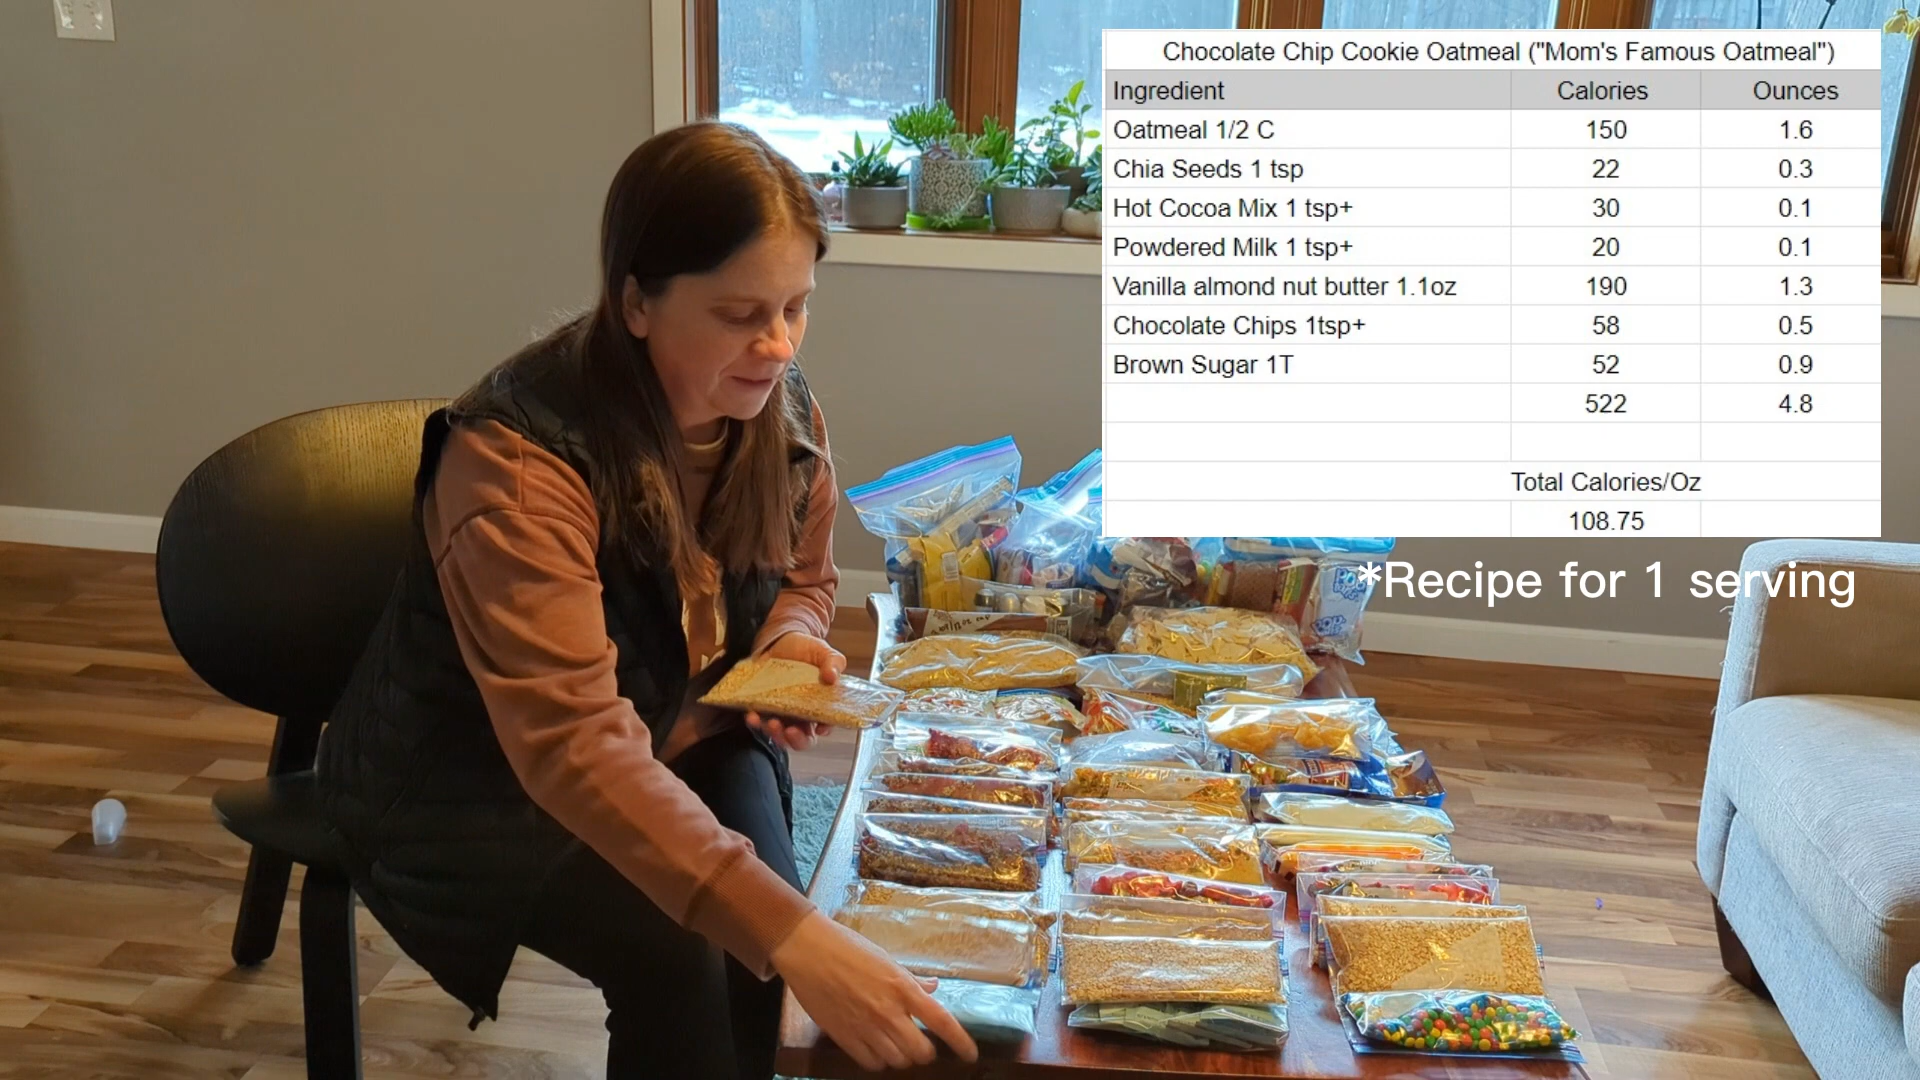 Chocolate Chip Cookie Oatmeal ("Mom's Famous Oatmeal")
Ingredient Calories Ounces
Oatmeal 1/2 C 150 1.6
Chia Seeds 1 tsp 22 0.3
Hot Cocoa Mix 1 tsp+ 30 0.1
Powdered Milk 1 tsp+ 20 0.1
Vanilla almond nut butter 1.1oz 190 1.3
Chocolate Chips 1tsp+ 58 0.5
Brown Sugar 1T 52 0.9
522 4.8
Total Calories/Oz
108.75
*Recipe for 1 serving